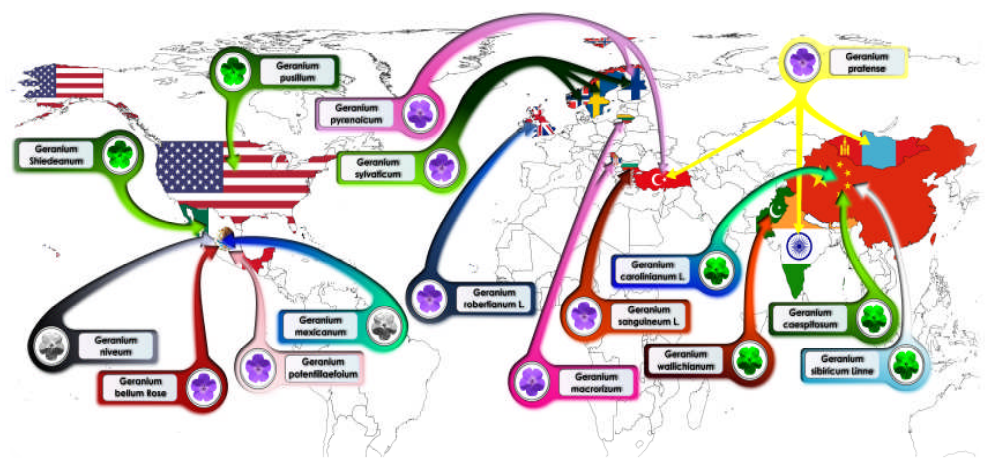 Geranium
pusillum
Geranium
pyrenaicum
Geranium
pratense
Geranium
Shiedeanum
Geranium
sylvaticum
Geranium
carolinianum L.
Geranium
robertianum L.
Geranium
sanguineum L.
Geranium
caespitosum
Geranium
mexicanum
Geranium
niveum
Geranium
wallichianum
Geranium
sibiricum Linne
Geranium
potentillaefoium
Geranium
bellum Rose
Geranium
macrorizum